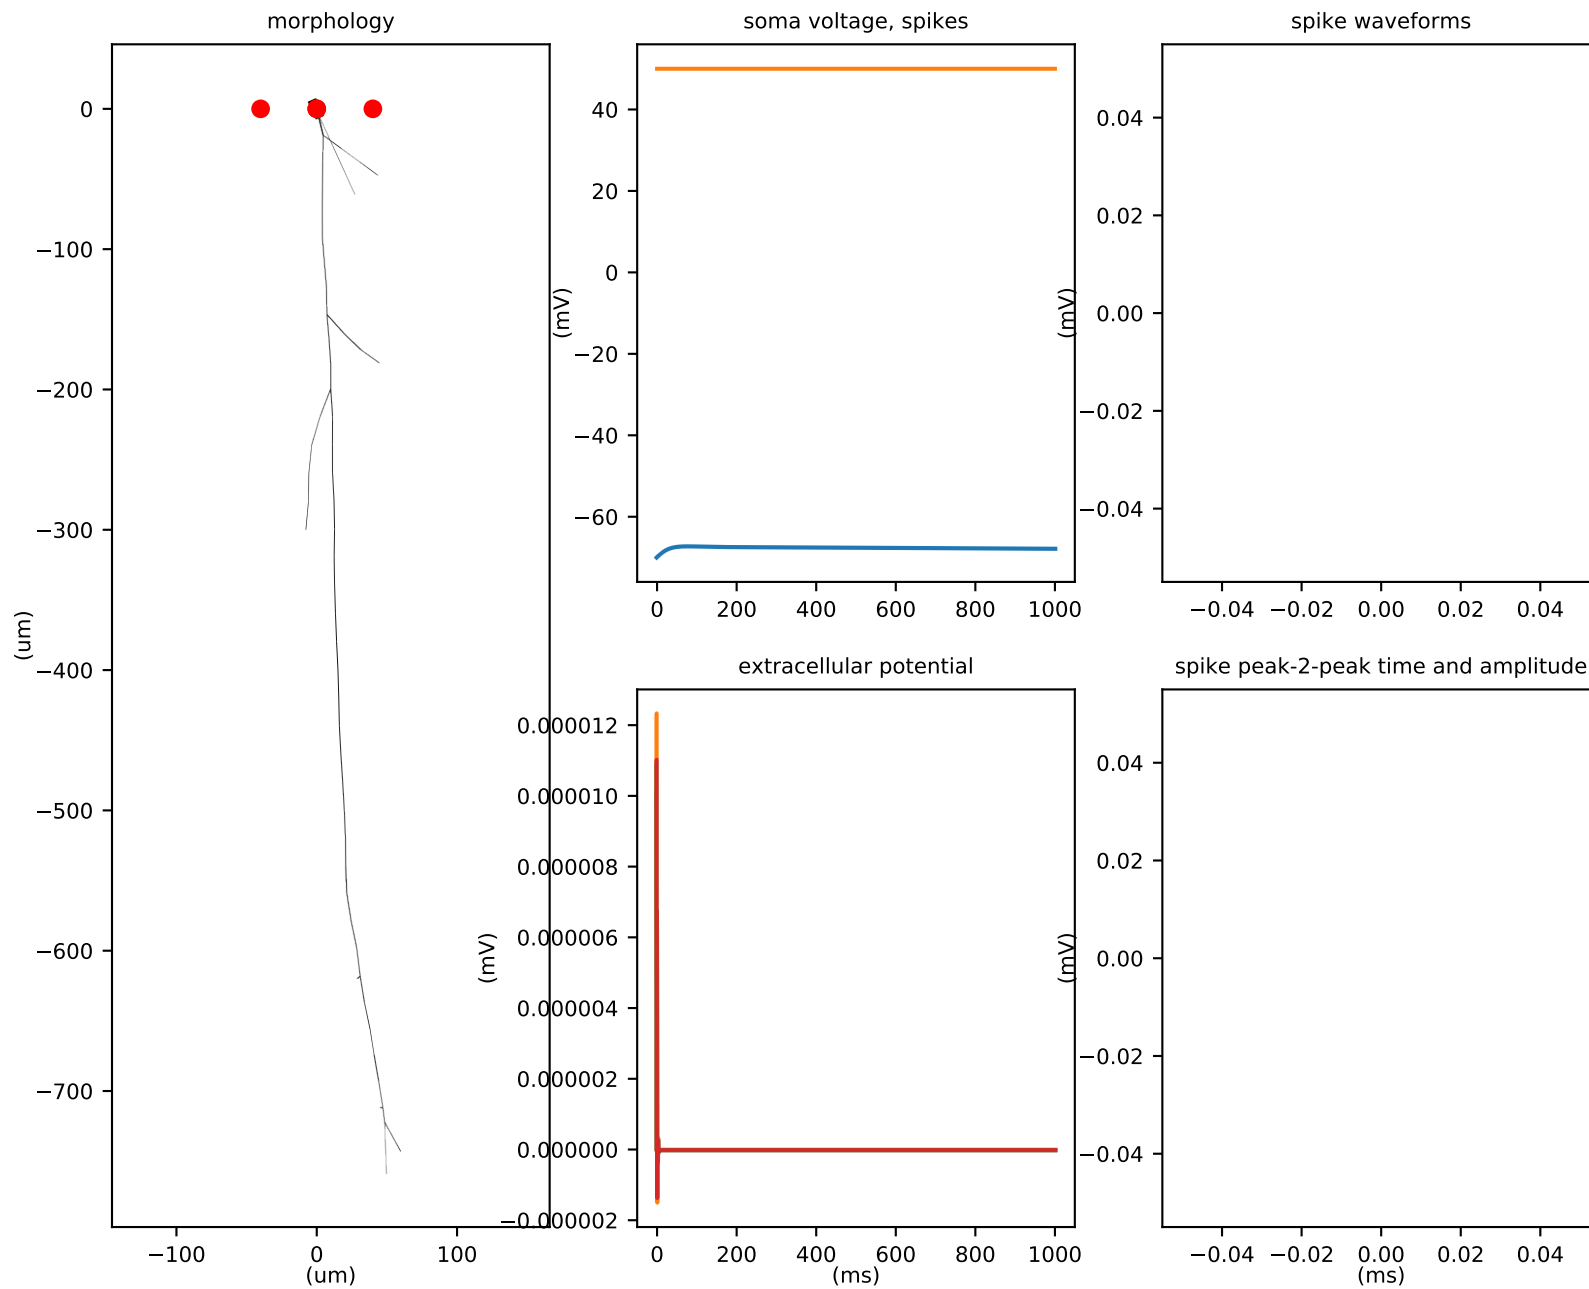 morphology
0
−100
−200
−300
−400
−500
−600
−700
(um)
−100 0 100
(um)
soma voltage, spikes
40
20
0
−20
−40
−60
(mV)
0 200 400 600 800 1000
spike waveforms
0.04
0.02
0.00
−0.02
−0.04
(mV)
−0.04 −0.02 0.00 0.02 0.04
extracellular potential
0.000012
0.000010
0.000008
0.000006
0.000004
0.000002
0.000000
−0.000002
(mV)
0 200 400 600 800 1000
(ms)
spike peak-2-peak time and amplitude
0.04
0.02
0.00
−0.02
−0.04
(mV)
−0.04 −0.02 0.00 0.02 0.04
(ms)